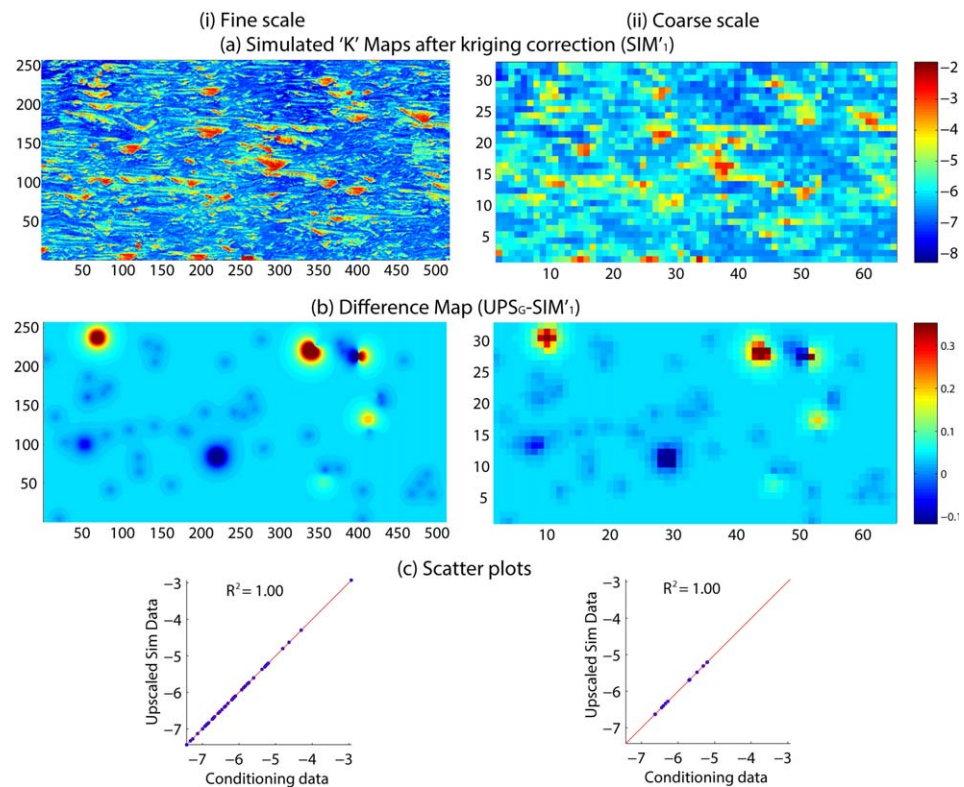 (i) Fine scale (ii) Coarse scale
(a) Simulated ‘K’ Maps after kriging correction (SIM'₁)
250
200
150
100
50
50 100 150 200 250 300 350 400 450 500
30
25
20
15
10
5
10 20 30 40 50 60
−2
−3
−4
−5
−6
−7
−8
(b) Difference Map (UPS_G-SIM'₁)
250
200
150
100
50
50 100 150 200 250 300 350 400 450 500
30
25
20
15
10
5
10 20 30 40 50 60
0.3
0.2
0.1
0
−0.1
(c) Scatter plots
R² = 1.00
Upscaled Sim Data
−3
−4
−5
−6
−7
−7 −6 −5 −4 −3
Conditioning data
R² = 1.00
Upscaled Sim Data
−3
−4
−5
−6
−7
−7 −6 −5 −4 −3
Conditioning data